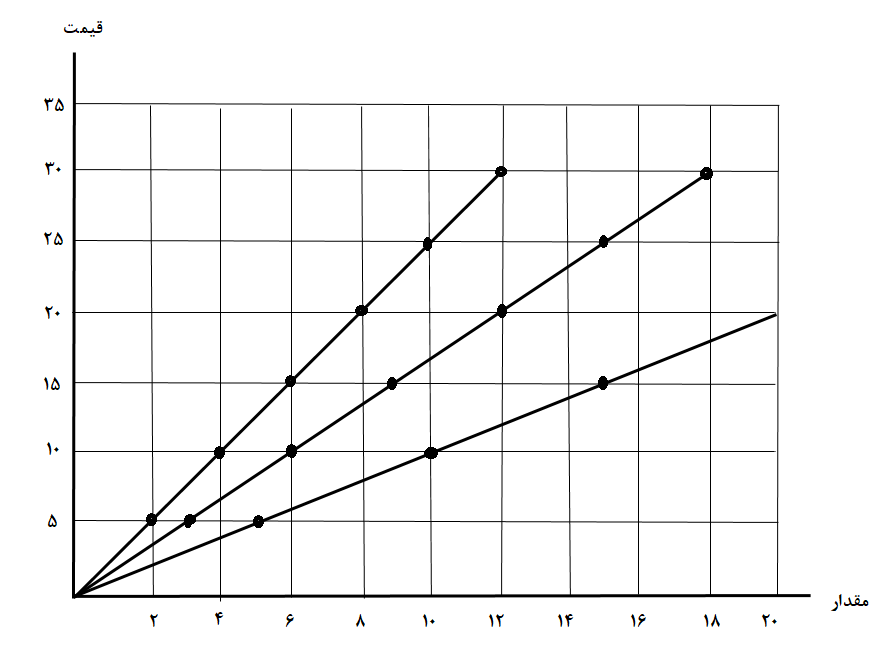 قیمت
۳۵
۳۰
۲۵
۲۰
۱۵
۱۰
۵
۲ ۴ ۶ ۸ ۱۰ ۱۲ ۱۴ ۱۶ ۱۸ ۲۰
مقدار